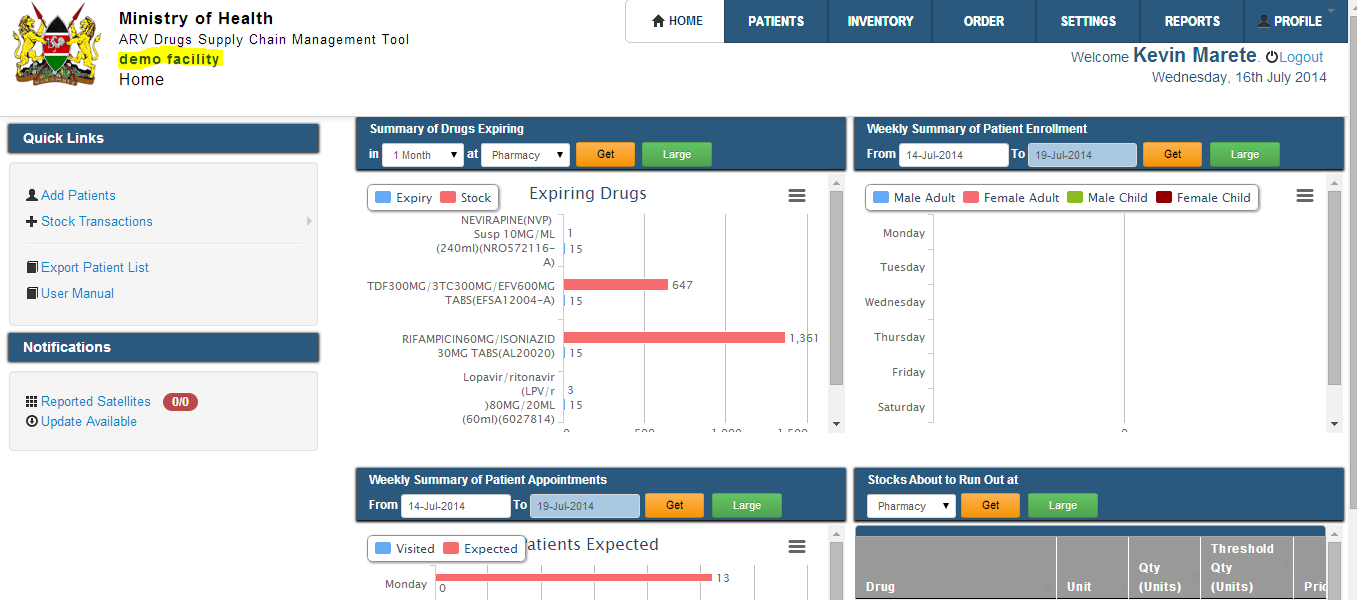 Ministry of Health
ARV Drugs Supply Chain Management Tool
demo facility
Home
HOME PATIENTS INVENTORY ORDER SETTINGS REPORTS PROFILE
Welcome Kevin Marete. Logout
Wednesday, 16th July 2014
Quick Links
Add Patients
Stock Transactions
Export Patient List
User Manual
Notifications
Reported Satellites 0/0
Update Available
Summary of Drugs Expiring
in 1 Month at Pharmacy Get Large
Expiry Stock
Expiring Drugs
NEVIRAPINE(NVP)
Susp 10MG/ML 1
(240ml)(NRO572116- 15
A)
TDF300MG/3TC300MG/EFV600MG 647
TABS(EFSA12004-A) 15
RIFAMPICIN60MG/ISONIAZID 1,361
30MG TABS(AL20020) 15
Lopavir/ritonavir
(LPV/r 3
)80MG/20ML 15
(60ml)(6027814)
0 500 1,000 1,500
Weekly Summary of Patient Enrollment
From 14-Jul-2014 To 19-Jul-2014 Get Large
Male Adult Female Adult Male Child Female Child
Monday
Tuesday
Wednesday
Thursday
Friday
Saturday
0
Weekly Summary of Patient Appointments
From 14-Jul-2014 To 19-Jul-2014 Get Large
Visited Expected
atients Expected
Monday 13
0
Stocks About to Run Out at
Pharmacy Get Large
Drug Unit Qty (Units) Threshold Qty (Units)